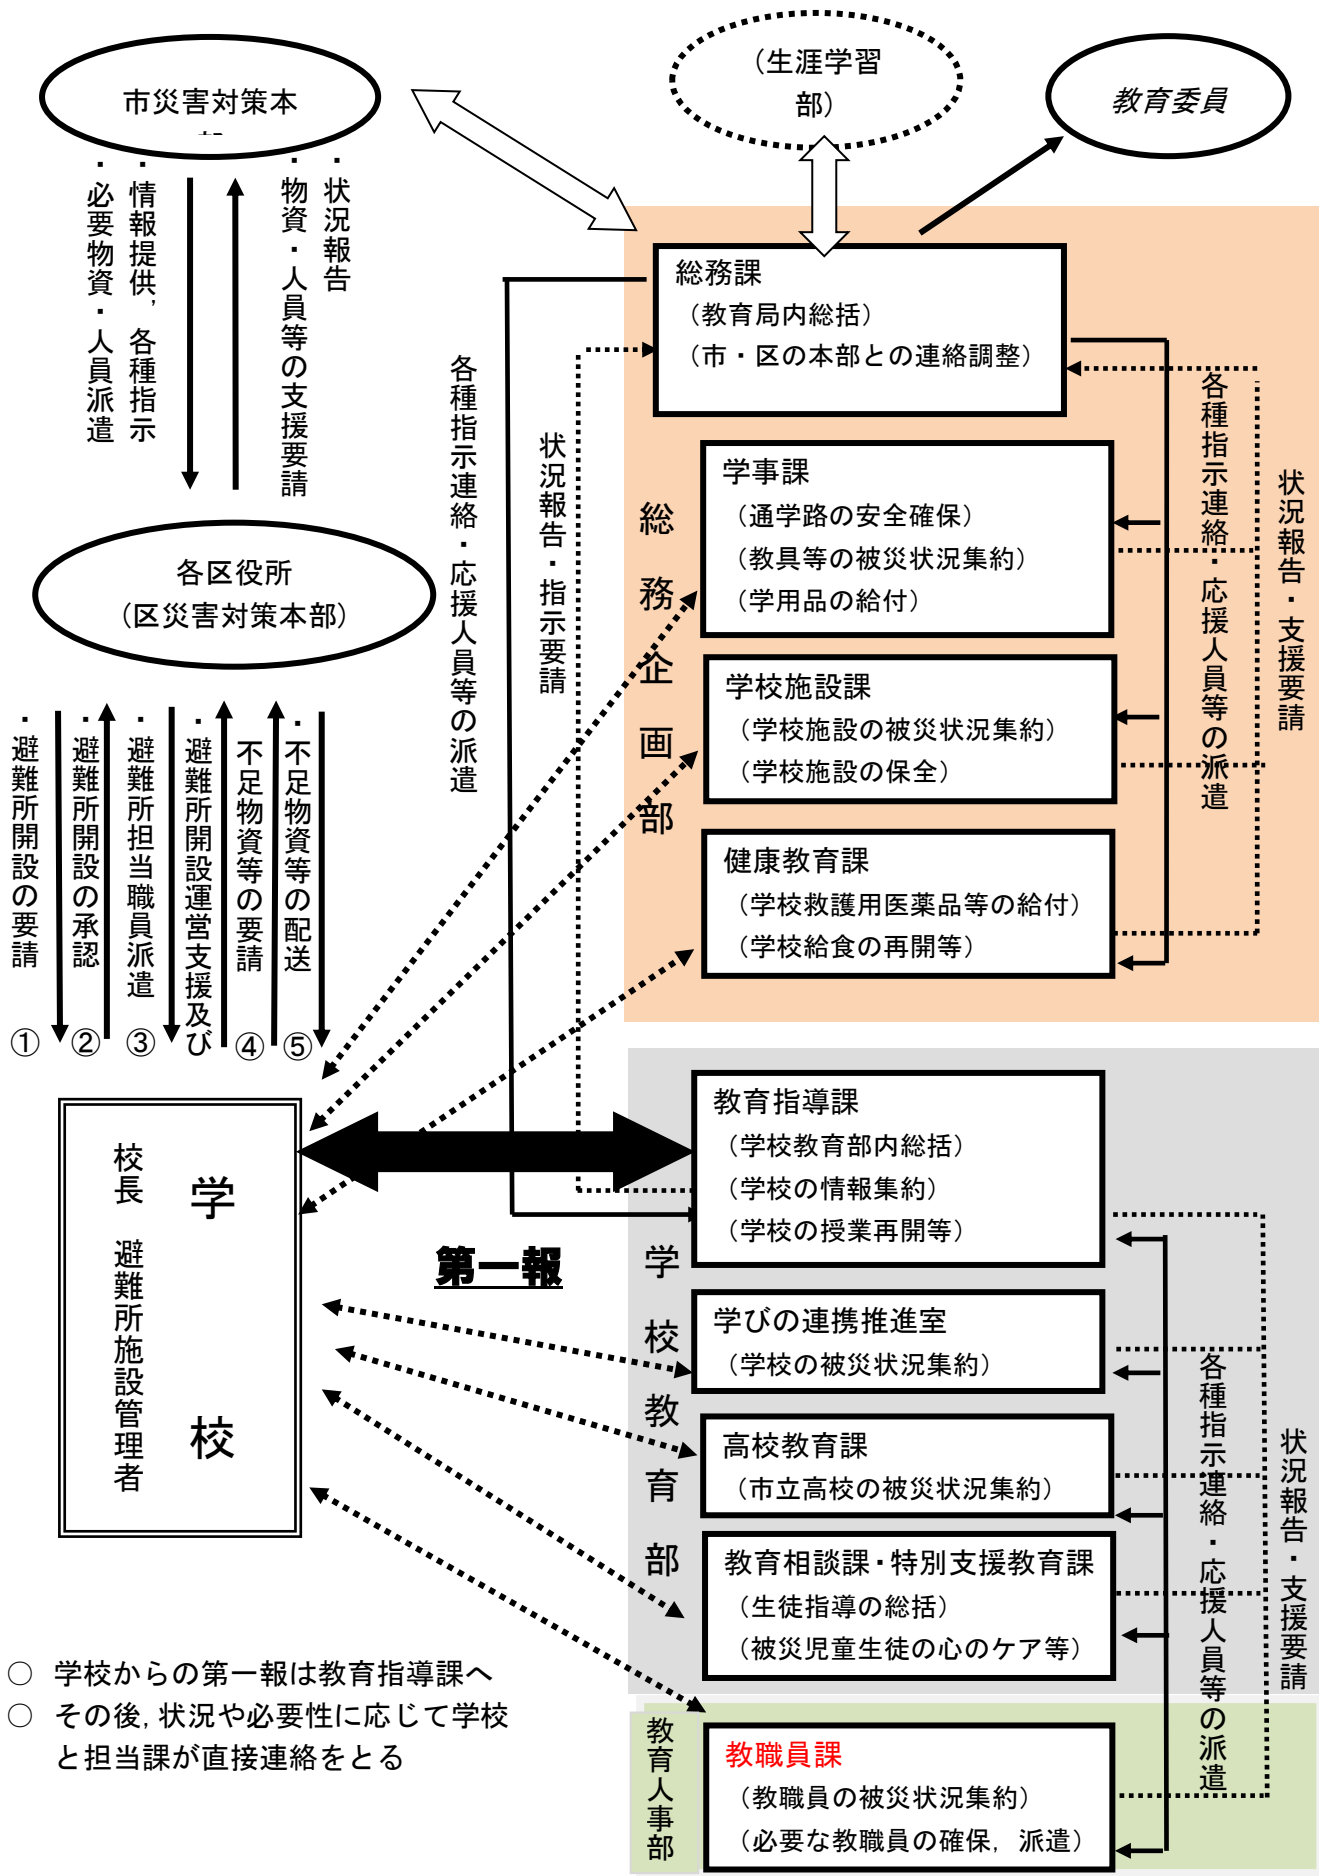 (生涯学習
部)
市災害対策本
教育委員
・状況報告
・物資・人員等の支援要請
・情報提供, 各種指示
・必要物資・人員派遣
総務課
(教育局内総括)
(市・区の本部との連絡調整)
各種指示連絡・応援人員等の派遣
状況報告・指示要請
総務企画部
学事課
(通学路の安全確保)
(教具等の被災状況集約)
(学用品の給付)
各種指示連絡・応援人員等の派遣
状況報告・支援要請
各区役所
(区災害対策本部)
学校施設課
(学校施設の被災状況集約)
(学校施設の保全)
健康教育課
(学校救護用医薬品等の給付)
(学校給食の再開等)
・避難所開設の要請 ①
・避難所開設の承認 ②
・避難所担当職員派遣 ③
・避難所開設運営支援及び
不足物資等の要請 ④
・不足物資等の配送 ⑤
学校
校長 避難所施設管理者
第一報
学校教育部
教育指導課
(学校教育部内総括)
(学校の情報集約)
(学校の授業再開等)
学びの連携推進室
(学校の被災状況集約)
高校教育課
(市立高校の被災状況集約)
教育相談課・特別支援教育課
(生徒指導の総括)
(被災児童生徒の心のケア等)
各種指示連絡・応援人員等の派遣
状況報告・支援要請
教育人事部
教職員課
(教職員の被災状況集約)
(必要な教職員の確保, 派遣)
○ 学校からの第一報は教育指導課へ
○ その後, 状況や必要性に応じて学校
と担当課が直接連絡をとる